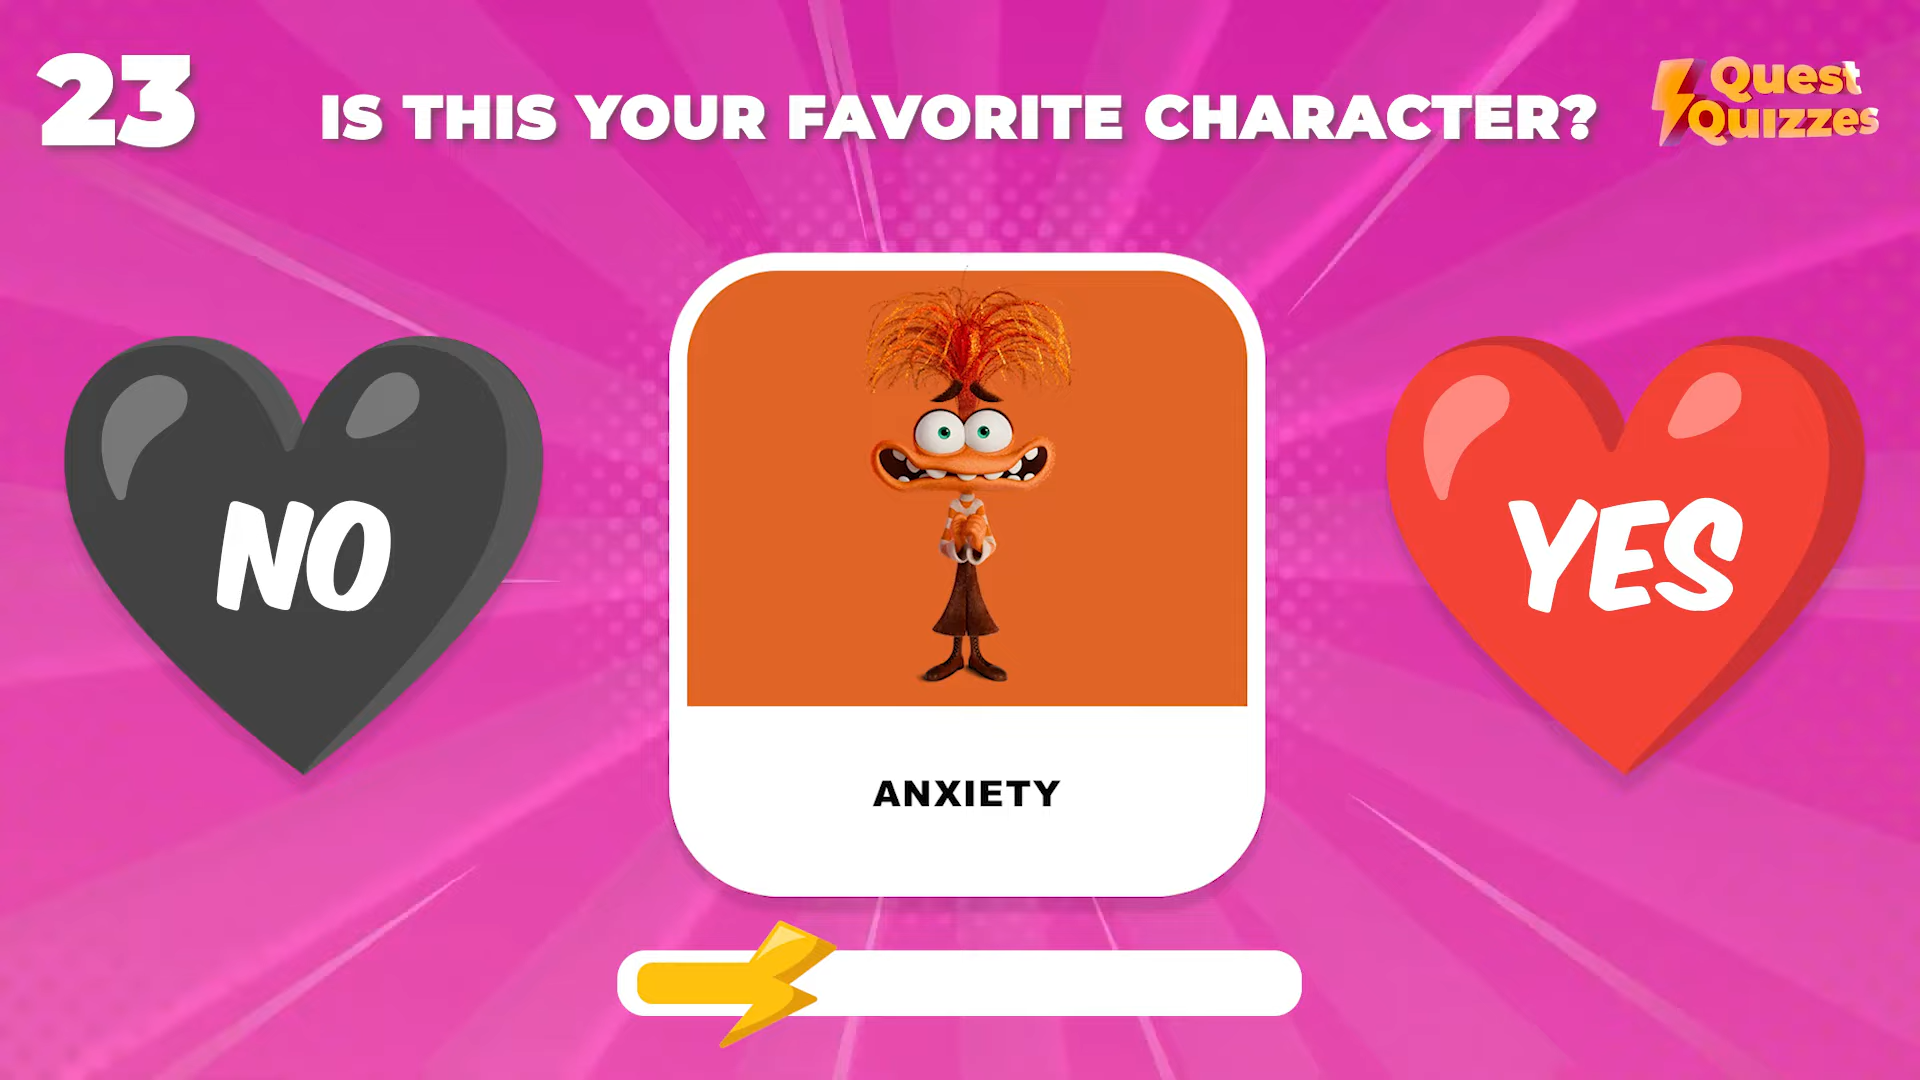 23
IS THIS YOUR FAVORITE CHARACTER?
Quest
Quizzes
NO
YES
ANXIETY